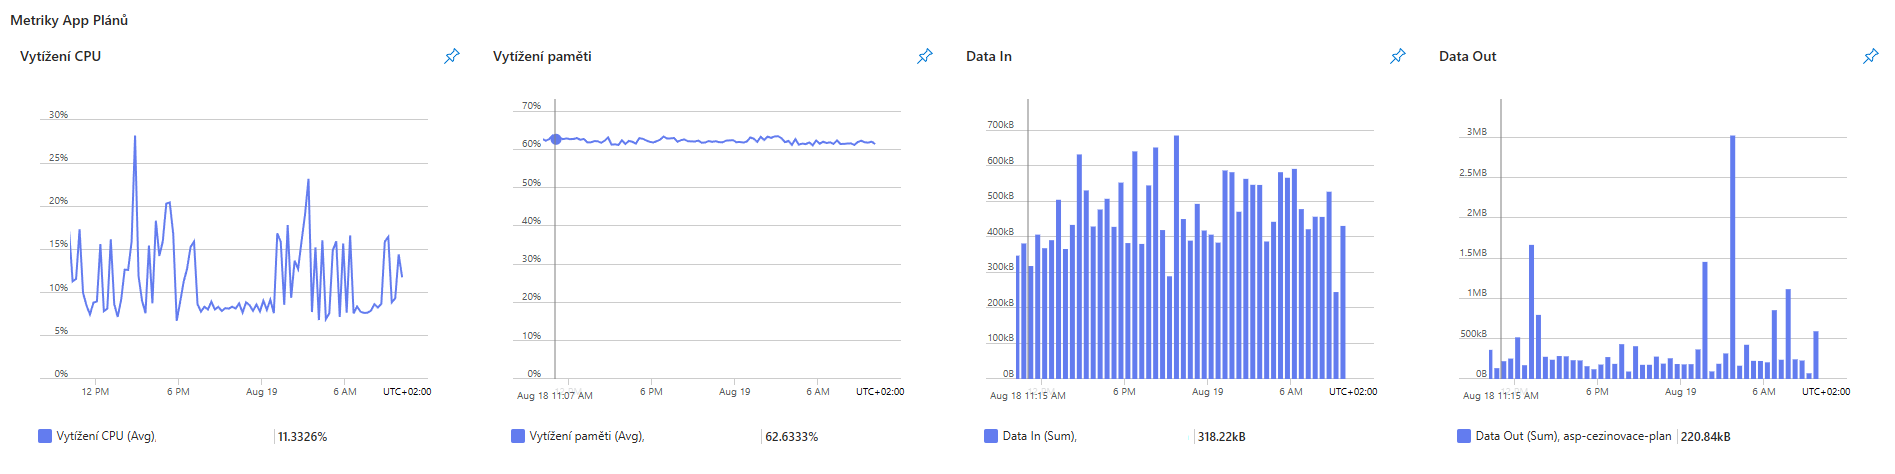 Metriky App Plánů
Vytížení CPU
30%
25%
20%
15%
10%
5%
0%
12 PM 6 PM Aug 19 6 AM UTC+02:00
Vytížení CPU (Avg), 11.3326%
Vytížení paměti
70%
60%
50%
40%
30%
20%
10%
0%
Aug 18 11:07 AM 6 PM Aug 19 6 AM UTC+02:00
Vytížení paměti (Avg), 62.6333%
Data In
700kB
600kB
500kB
400kB
300kB
200kB
100kB
0B
Aug 18 11:15 AM 6 PM Aug 19 6 AM UTC+02:00
Data In (Sum), 318.22kB
Data Out
3MB
2.5MB
2MB
1.5MB
1MB
500kB
0B
Aug 18 11:15 AM 6 PM Aug 19 6 AM UTC+02:00
Data Out (Sum), asp-cezinovace-plan 220.84kB